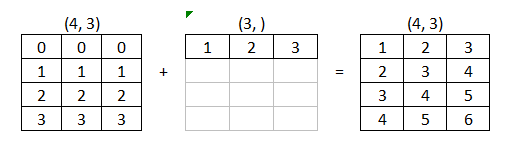 (4, 3) (3, ) (4, 3)
0 0 0 1 2 3 1 2 3
1 1 1 + 2 3 4
2 2 2 = 3 4 5
3 3 3 4 5 6